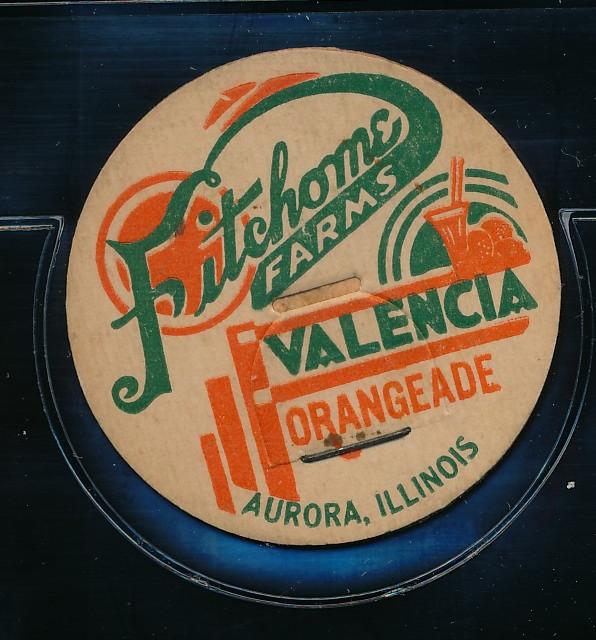 Fitchome
FARMS
VALENCIA
ORANGEADE
AURORA, ILLINOIS